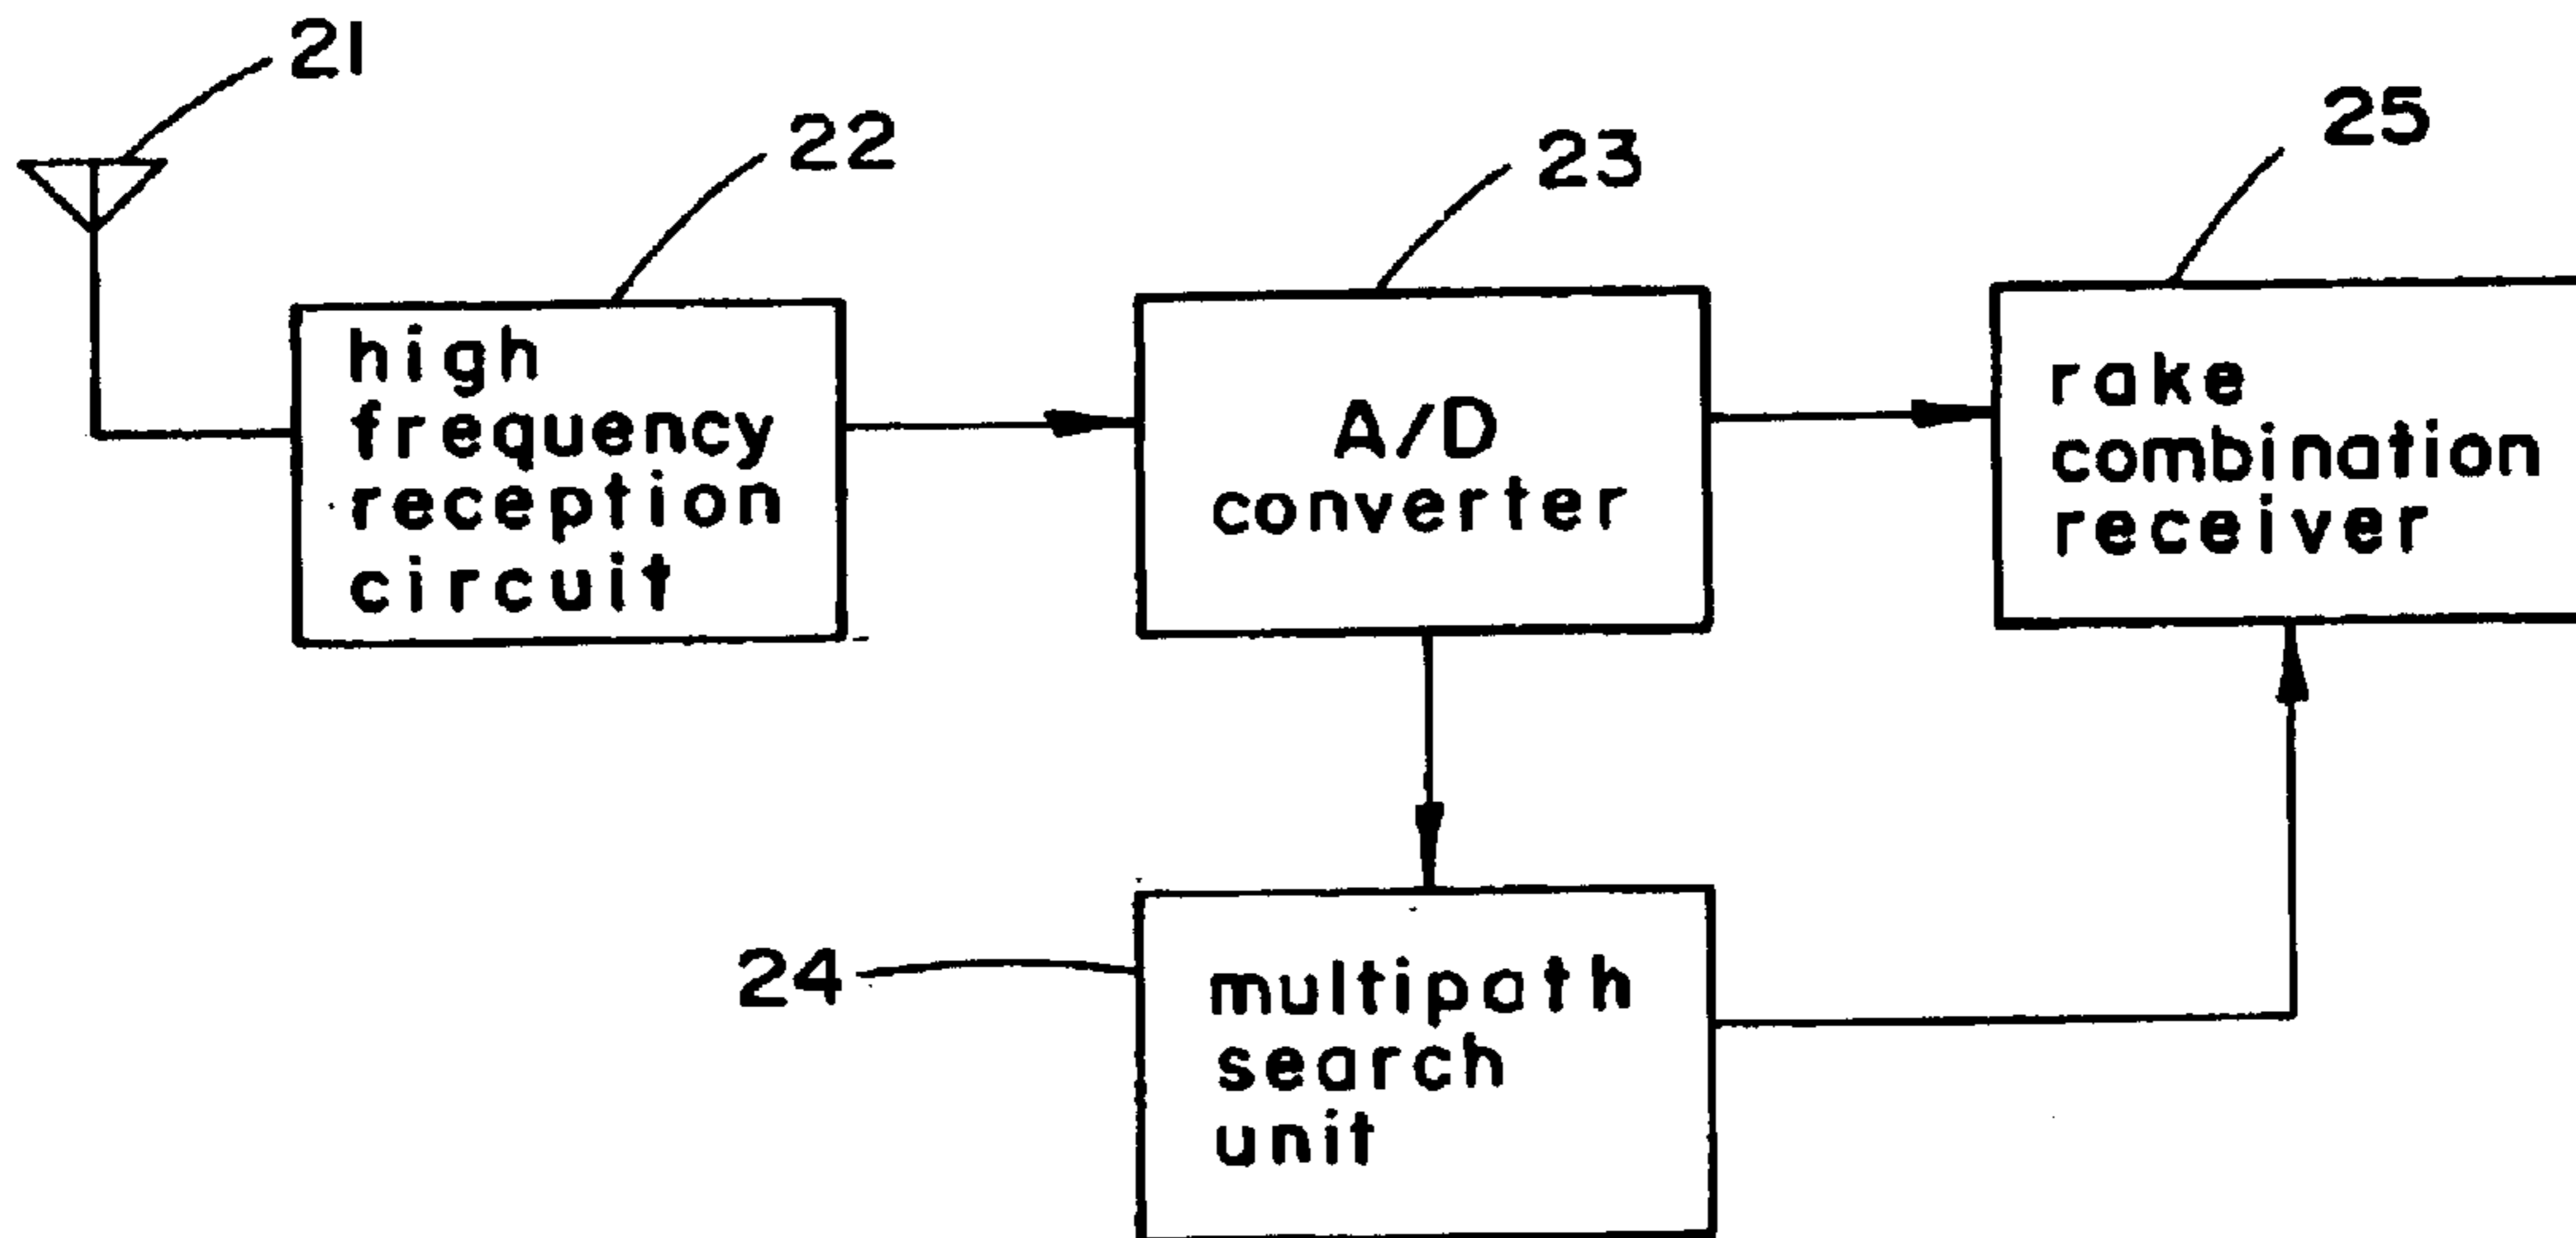 21
22
23
25
high
frequency
reception
circuit
A/D
converter
rake
combination
receiver
24
multipath
search
unit